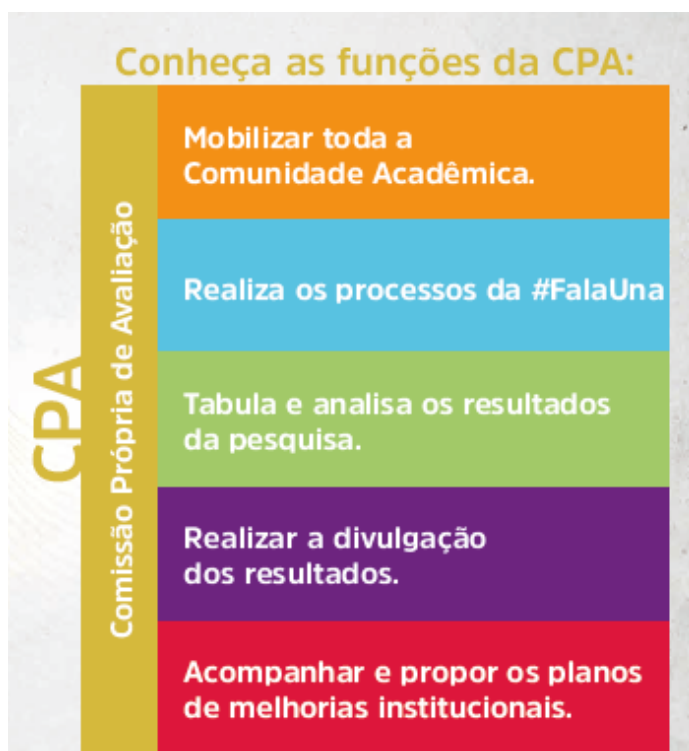 Conheça as funções da CPA:
CPA
Comissão Própria de Avaliação
Mobilizar toda a
Comunidade Acadêmica.
Realiza os processos da #FalaUna
Tabula e analisa os resultados
da pesquisa.
Realizar a divulgação
dos resultados.
Acompanhar e propor os planos
de melhorias institucionais.